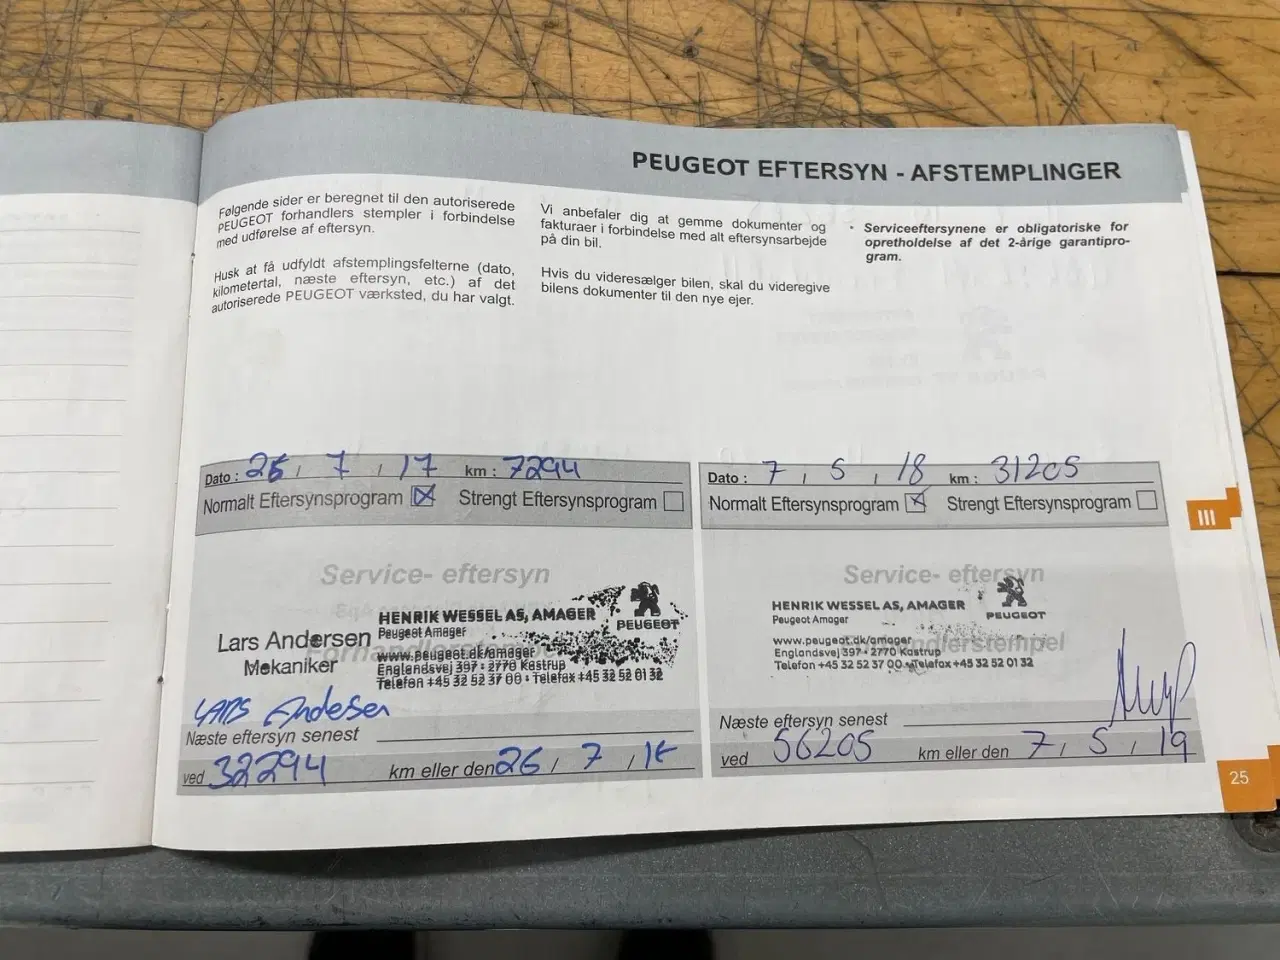 PEUGEOT EFTERSYN - AFSTEMPLINGER
Følgende sider er beregnet til den autoriserede
PEUGEOT forhandlers stempler i forbindelse
med udførelse af eftersyn.
Husk at få udfyldt afstemplingsfelterne (dato,
kilometertal, næste eftersyn, etc.) af det
autoriserede PEUGEOT værksted, du har valgt.
Vi anbefaler dig at gemme dokumenter og
fakturaer i forbindelse med alt eftersynsarbejde
på din bil.
Hvis du videresælger bilen, skal du videregive
bilens dokumenter til den nye ejer.
• Serviceeftersynene er obligatoriske for
opretholdelse af det 2-årige garantipro-
gram.
Dato : 26 / 7 / 17 km : 7294
Normalt Eftersynsprogram Strengt Eftersynsprogram
Service- eftersyn
HENRIK WESSEL AS, AMAGER
PEUGEOT
Peugeot Amager
Lars Andersen
Mekaniker
www.peugeot.dk/amager
Englandsvej 397 • 2770 Kastrup
Telefon +45 32 52 37 00 • Telefax +45 32 52 01 32
LARS Andersen
Næste eftersyn senest
ved 32294 km eller den 26 / 7 / 18
Dato : 7 / 5 / 18 km : 31205
Normalt Eftersynsprogram Strengt Eftersynsprogram
Service- eftersyn
HENRIK WESSEL AS, AMAGER
PEUGEOT
Peugeot Amager
www.peugeot.dk/amager
Englandsvej 397 • 2770 Kastrup
Telefon +45 32 52 37 00 • Telefax +45 32 52 01 32
Næste eftersyn senest
ved 56205 km eller den 7 / 5 / 19
III
25